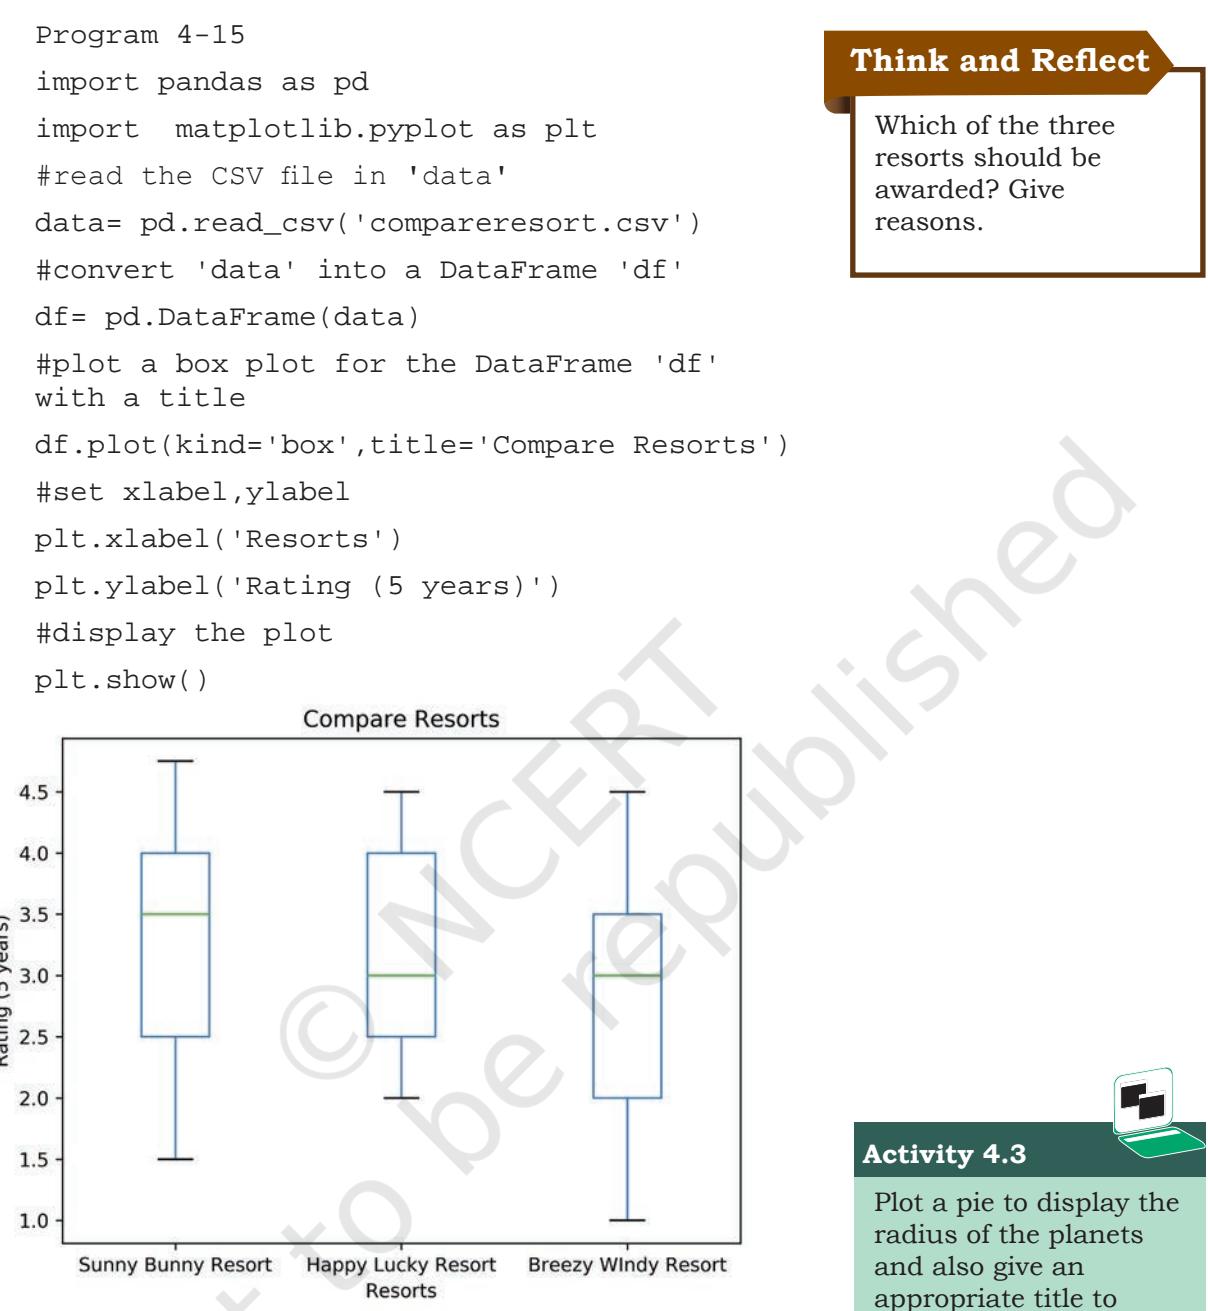 Program 4-15
import pandas as pd
import  matplotlib.pyplot as plt
#read the CSV file in 'data'
data= pd.read_csv('compareresort.csv')
#convert 'data' into a DataFrame 'df'
df= pd.DataFrame(data)
#plot a box plot for the DataFrame 'df'
with a title
df.plot(kind='box',title='Compare Resorts')
#set xlabel,ylabel
plt.xlabel('Resorts')
plt.ylabel('Rating (5 years)')
#display the plot
plt.show()
Think and Reflect
Which of the three
resorts should be
awarded? Give
reasons.
Compare Resorts
Rating (5 years)
4.5
4.0
3.5
3.0
2.5
2.0
1.5
1.0
Sunny Bunny Resort
Happy Lucky Resort
Breezy WIndy Resort
Resorts
Activity 4.3
Plot a pie to display the
radius of the planets
and also give an
appropriate title to
© NCERT
to be republished